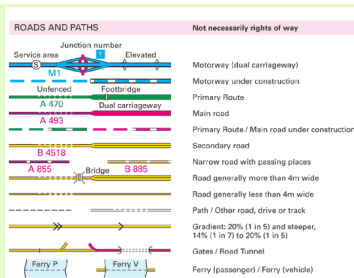 ROADS AND PATHS Not necessarily rights of way
Junction number
Service area 1 Elevated
S
Motorway (dual carriageway)
M1
Motorway under construction
Unfenced Footbridge
Primary Route
A 470 Dual carriageway
Main road
A 493
Primary Route / Main road under construction
Secondary road
B 4518
Narrow road with passing places
A 855 Bridge B 885
Road generally more than 4m wide
Road generally less than 4m wide
Path / Other road, drive or track
Gradient: 20% (1 in 5) and steeper,
14% (1 in 7) to 20% (1 in 5)
Gates / Road Tunnel
Ferry P Ferry V
Ferry (passenger) / Ferry (vehicle)